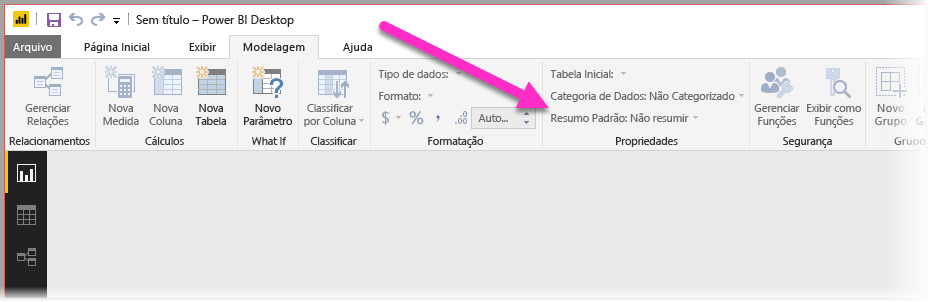 Sem título – Power BI Desktop
Arquivo Página Inicial Exibir Modelagem Ajuda
Gerenciar Relações
Relacionamentos
Nova Medida
Nova Coluna
Nova Tabela
Cálculos
Novo Parâmetro
What If
Classificar por Coluna
Classificar
Tipo de dados:
Formato:
$ % , .00 Auto...
Formatação
Tabela Inicial:
Categoria de Dados: Não Categorizado
Resumo Padrão: Não resumir
Propriedades
Gerenciar Funções
Exibir como Funções
Segurança
Novo Grupo